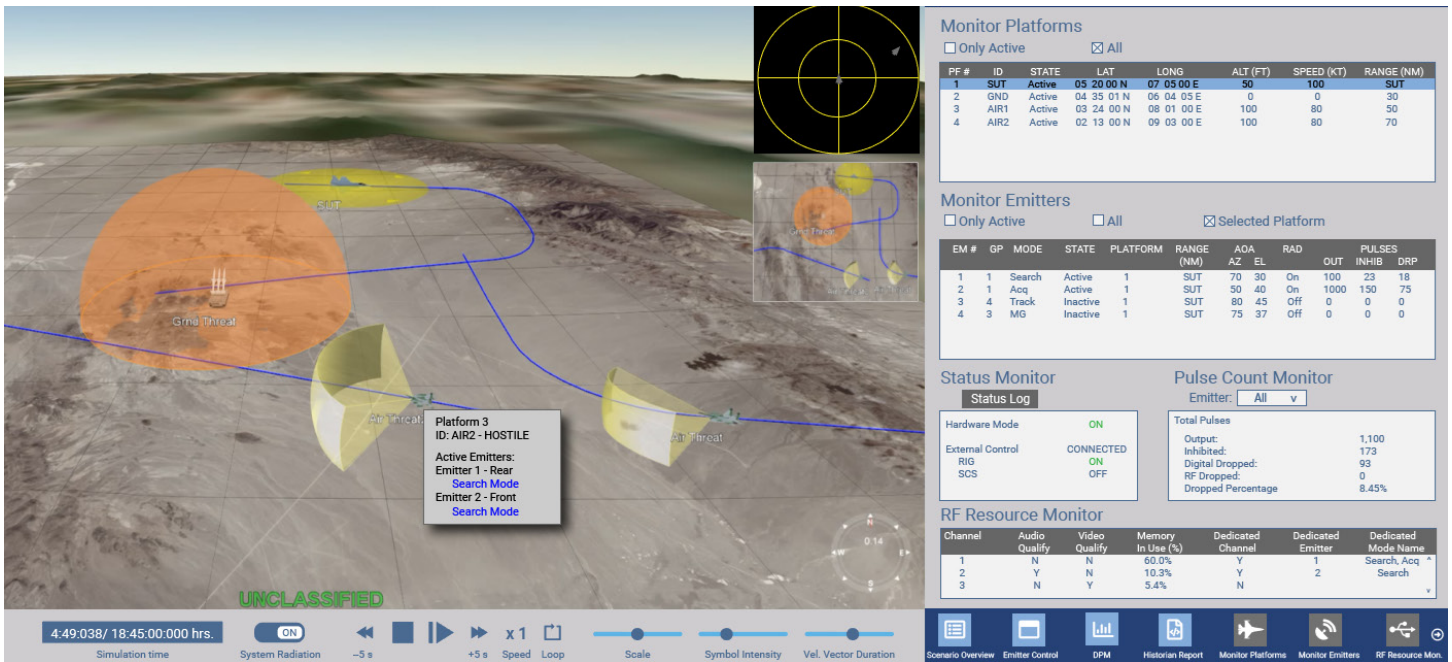 SUT
Grnd Threat
Air Threat
Air Threat
Platform 3
ID: AIR2 - HOSTILE
Active Emitters:
Emitter 1 - Rear
Search Mode
Emitter 2 - Front
Search Mode
N
W
E
S
0.14
UNCLASSIFIED
4:49:038/ 18:45:00:000 hrs.
Simulation time
ON
System Radiation
–5 s
+5 s
x 1
Speed
Loop
Scale
Symbol Intensity
Vel. Vector Duration
Monitor Platforms
Only Active All
PF # ID STATE LAT LONG ALT (FT) SPEED (KT) RANGE (NM)
1 SUT Active 05 20 00 N 07 05 00 E 50 100 SUT
2 GND Active 04 35 01 N 06 04 05 E 0 0 30
3 AIR1 Active 03 24 00 N 08 01 00 E 100 80 50
4 AIR2 Active 02 13 00 N 09 03 00 E 100 80 70
Monitor Emitters
Only Active All Selected Platform
EM # GP MODE STATE PLATFORM RANGE AOA RAD PULSES
(NM) AZ EL OUT INHIB DRP
1 1 Search Active 1 SUT 70 30 On 100 23 18
2 1 Acq Active 1 SUT 50 40 On 1000 150 75
3 4 Track Inactive 1 SUT 80 45 Off 0 0 0
4 3 MG Inactive 1 SUT 75 37 Off 0 0 0
Status Monitor
Status Log
Hardware Mode ON
External Control CONNECTED
RIG ON
SCS OFF
Pulse Count Monitor
Emitter: All v
Total Pulses
Output: 1,100
Inhibited: 173
Digital Dropped: 93
RF Dropped: 0
Dropped Percentage 8.45%
RF Resource Monitor
Channel Audio Video Memory Dedicated Dedicated Dedicated
Qualify Qualify In Use (%) Channel Emitter Mode Name
1 N N 60.0% Y 1 Search, Acq
2 Y N 10.3% Y 2 Search
3 N Y 5.4% N
Scenario Overview
Emitter Control
DPM
Historian Report
Monitor Platforms
Monitor Emitters
RF Resource Mon.